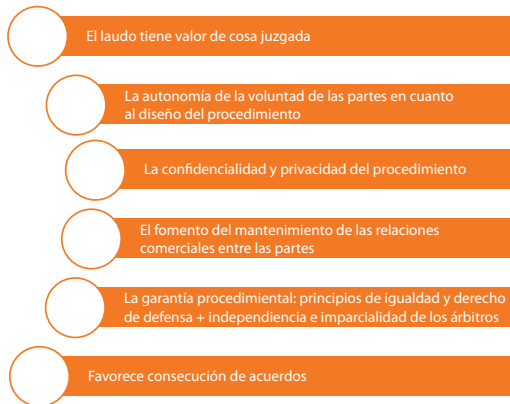 El laudo tiene valor de cosa juzgada
La autonomía de la voluntad de las partes en cuanto
al diseño del procedimiento
La confidencialidad y privacidad del procedimiento
El fomento del mantenimiento de las relaciones
comerciales entre las partes
La garantía procedimiental: principios de igualdad y derecho
de defensa + independiencia e imparcialidad de los árbitros
Favorece consecución de acuerdos